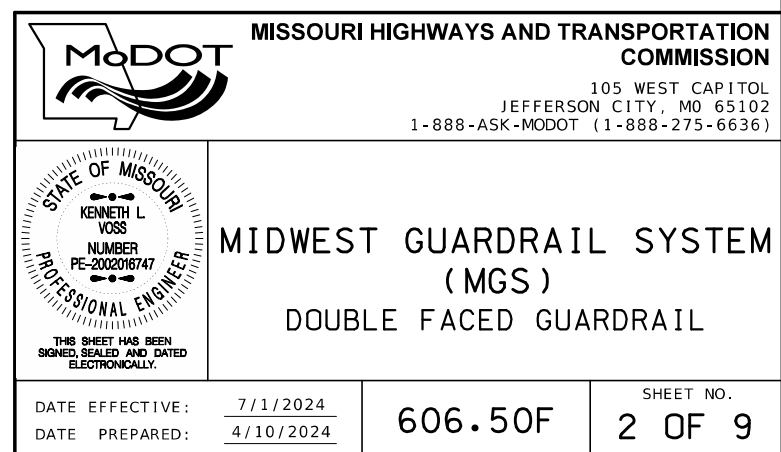 MoDOT
MISSOURI HIGHWAYS AND TRANSPORTATION
COMMISSION
105 WEST CAPITOL
JEFFERSON CITY, MO 65102
1-888-ASK-MODOT (1-888-275-6636)
STATE OF MISSOURI
KENNETH L.
VOSS
NUMBER
PE-2002016747
PROFESSIONAL ENGINEER
THIS SHEET HAS BEEN
SIGNED, SEALED AND DATED
ELECTRONICALLY.
MIDWEST GUARDRAIL SYSTEM
(MGS)
DOUBLE FACED GUARDRAIL
DATE EFFECTIVE: 7/1/2024
DATE PREPARED: 4/10/2024
606.50F
SHEET NO.
2 OF 9